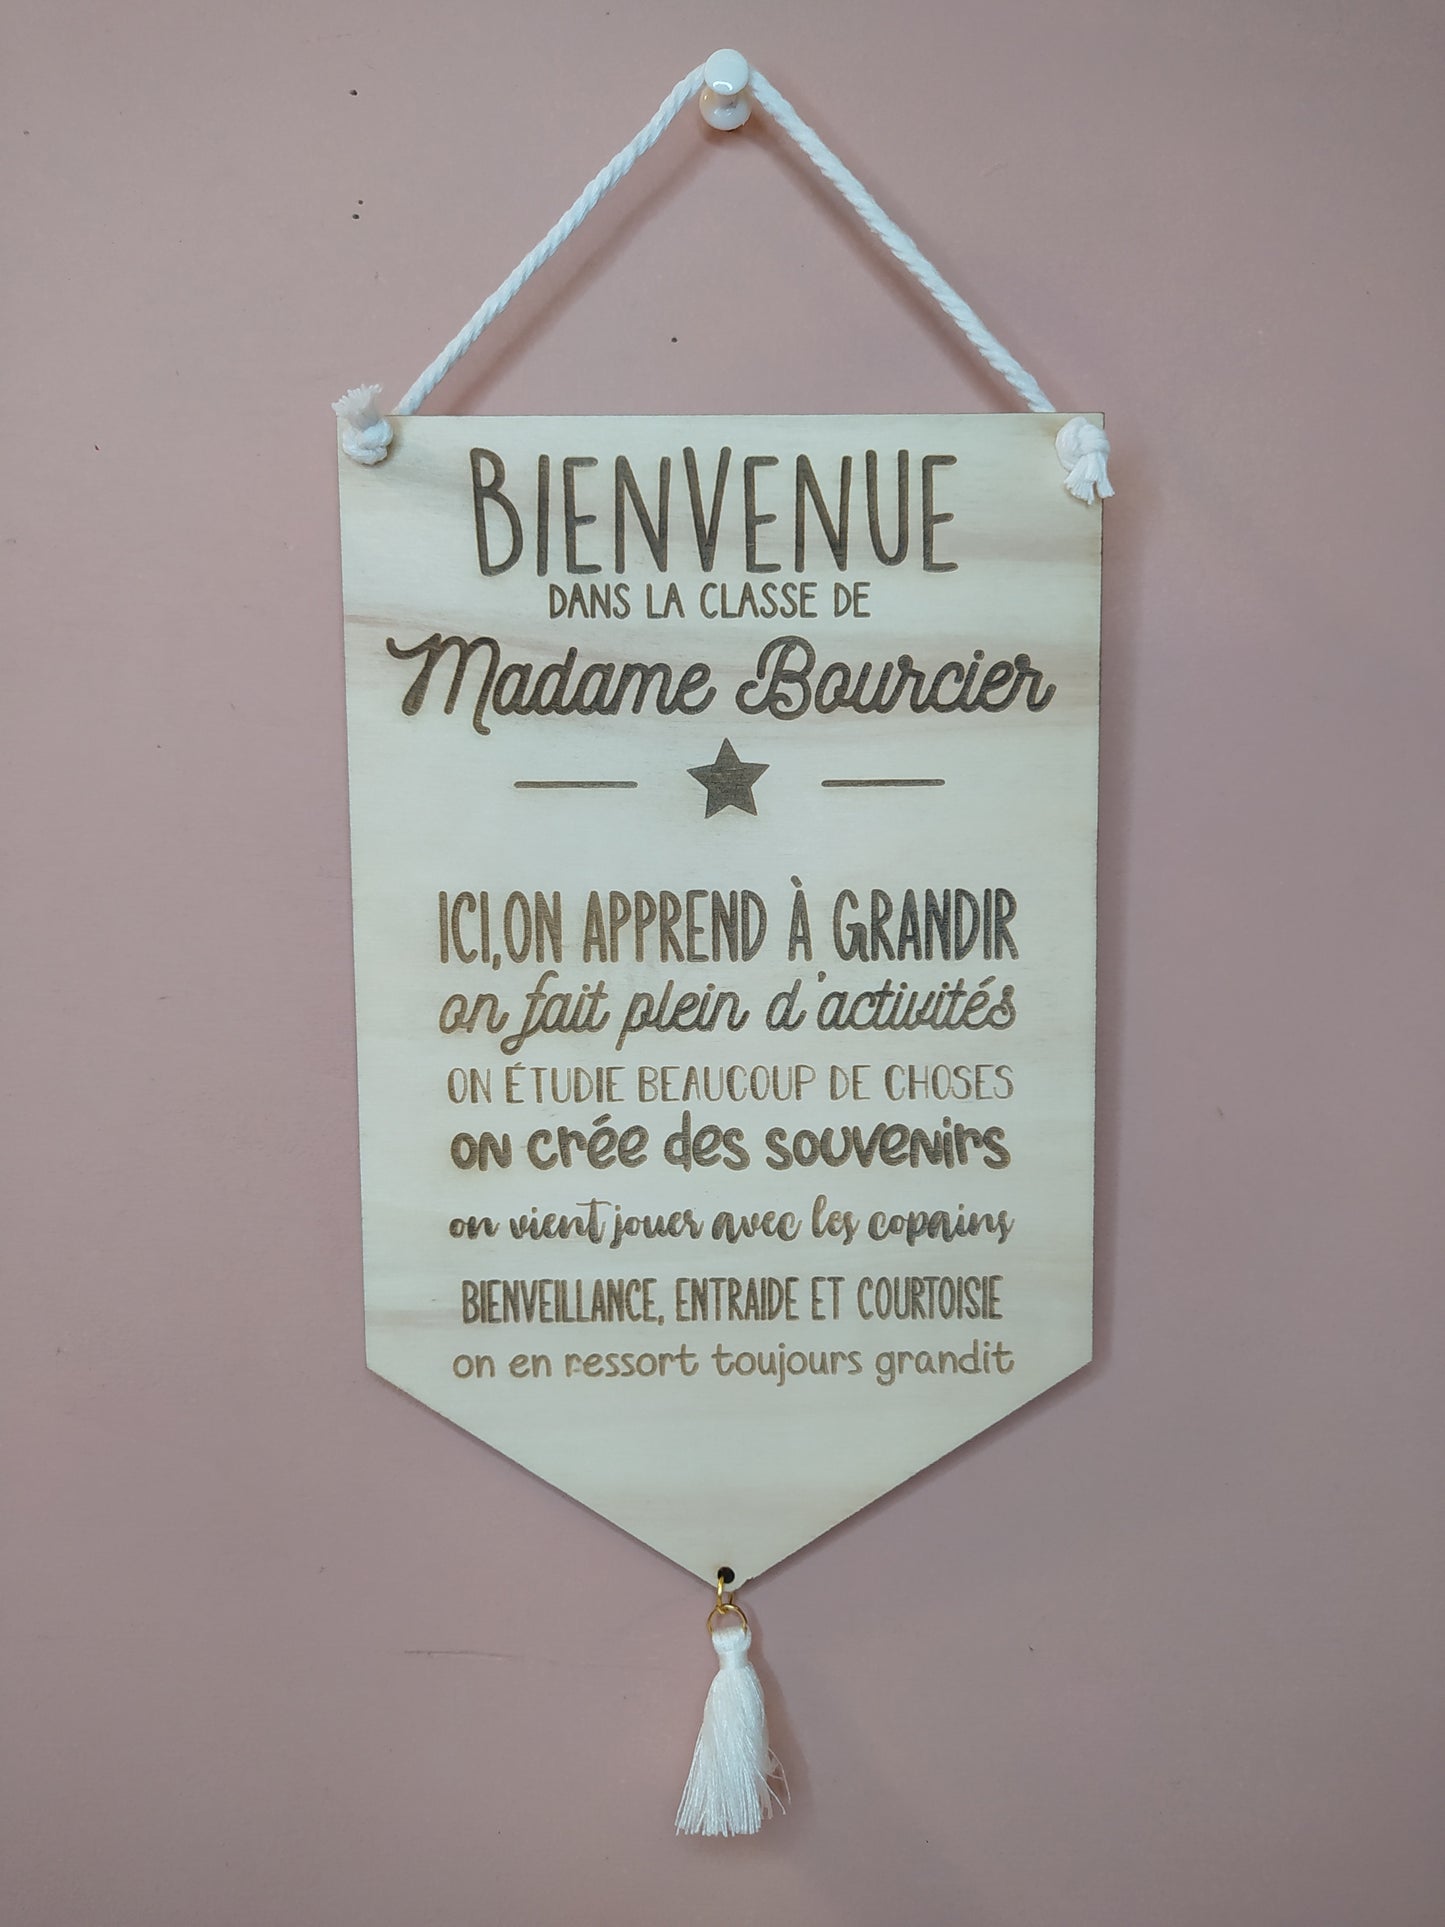 BIENVENUE
DANS LA CLASSE DE
Madame Bourcier
ICI, ON APPREND À GRANDIR
on fait plein d'activités
ON ÉTUDIE BEAUCOUP DE CHOSES
on crée des souvenirs
on vient jouer avec les copains
BIENVEILLANCE, ENTRAIDE ET COURTOISIE
on en ressort toujours grandit